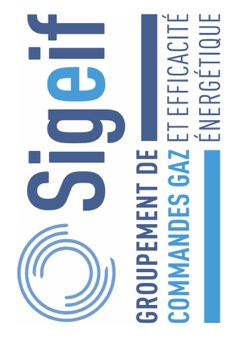 Sigeif
GROUPEMENT DE
COMMANDES GAZ
ET EFFICACITÉ
ÉNERGÉTIQUE